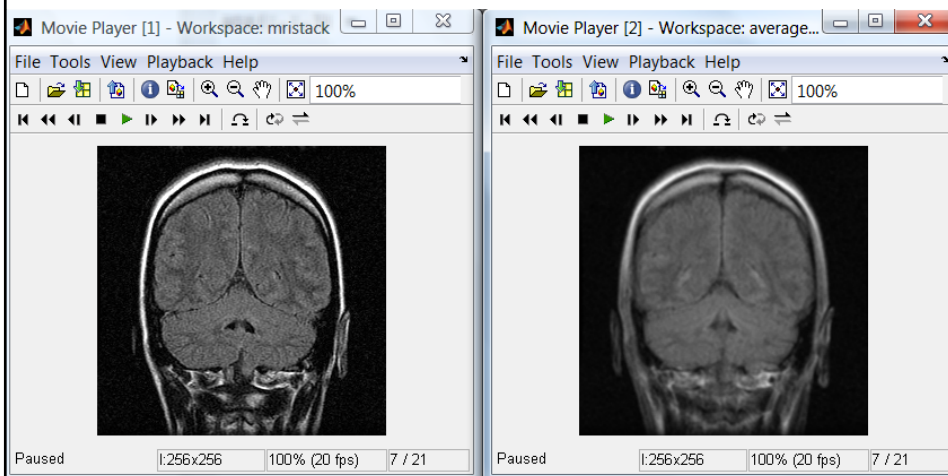 Movie Player [1] - Workspace: mristack
File Tools View Playback Help
100%
Paused
I:256x256
100% (20 fps)
7 / 21
Movie Player [2] - Workspace: average...
File Tools View Playback Help
100%
Paused
I:256x256
100% (20 fps)
7 / 21